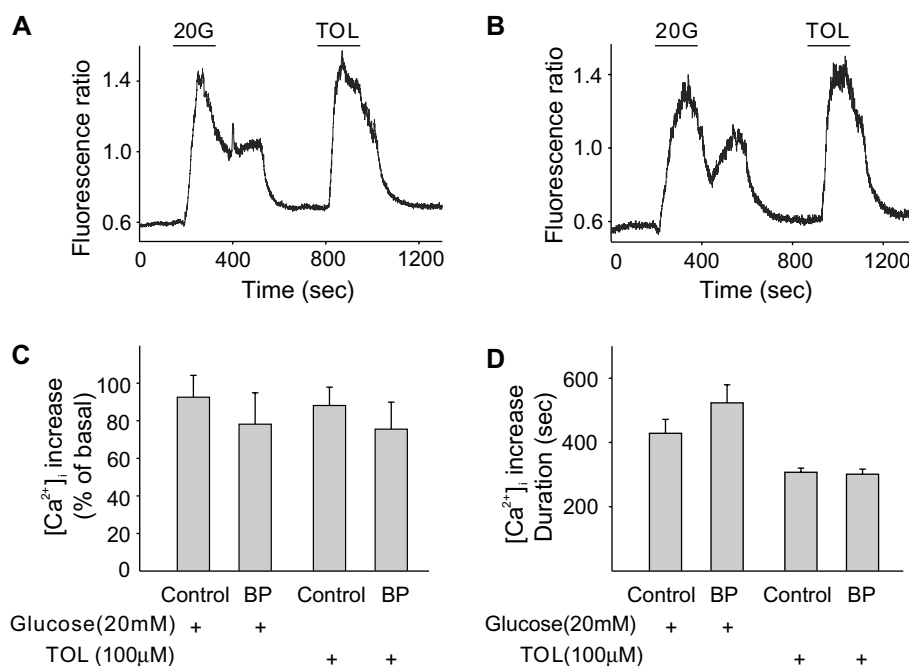 A
20G
TOL
Fluorescence ratio
1.4
1.0
0.6
0
400
800
1200
Time (sec)
B
20G
TOL
Fluorescence ratio
1.4
1.0
0.6
0
400
800
1200
Time (sec)
C
[Ca²⁺]ᵢ increase
(% of basal)
100
80
60
40
20
0
Control
BP
Control
BP
Glucose(20mM)
+
+
TOL (100μM)
+
+
D
[Ca²⁺]ᵢ increase
Duration (sec)
600
400
200
Control
BP
Control
BP
Glucose(20mM)
+
+
TOL(100μM)
+
+